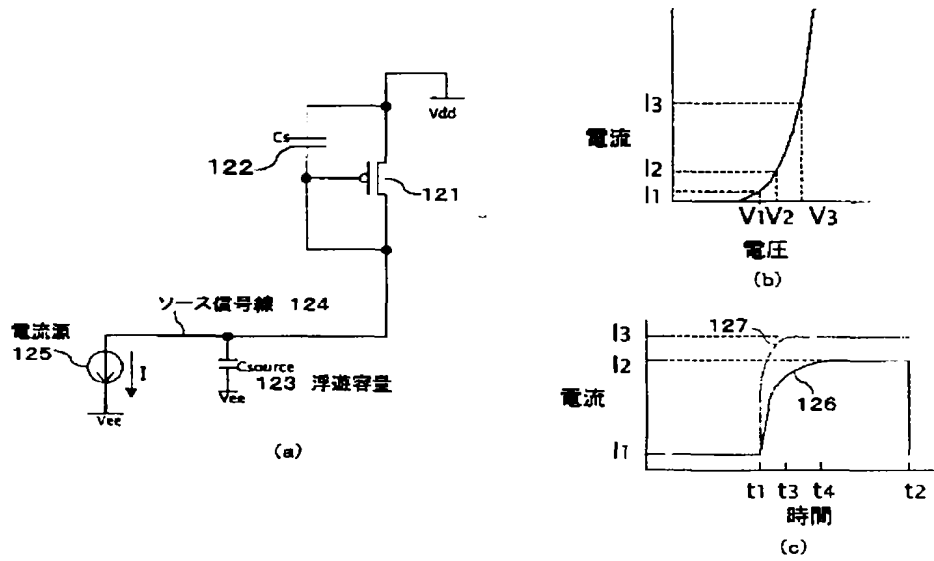 Vdd
Cs
122
121
ソース信号線 124
電流源
125
I
Csource
123 浮遊容量
Vee
Vee
(a)
I3
電流
I2
I1
V1 V2 V3
電圧
(b)
I3
127
I2
電流
126
I1
t1 t3 t4 t2
時間
(c)